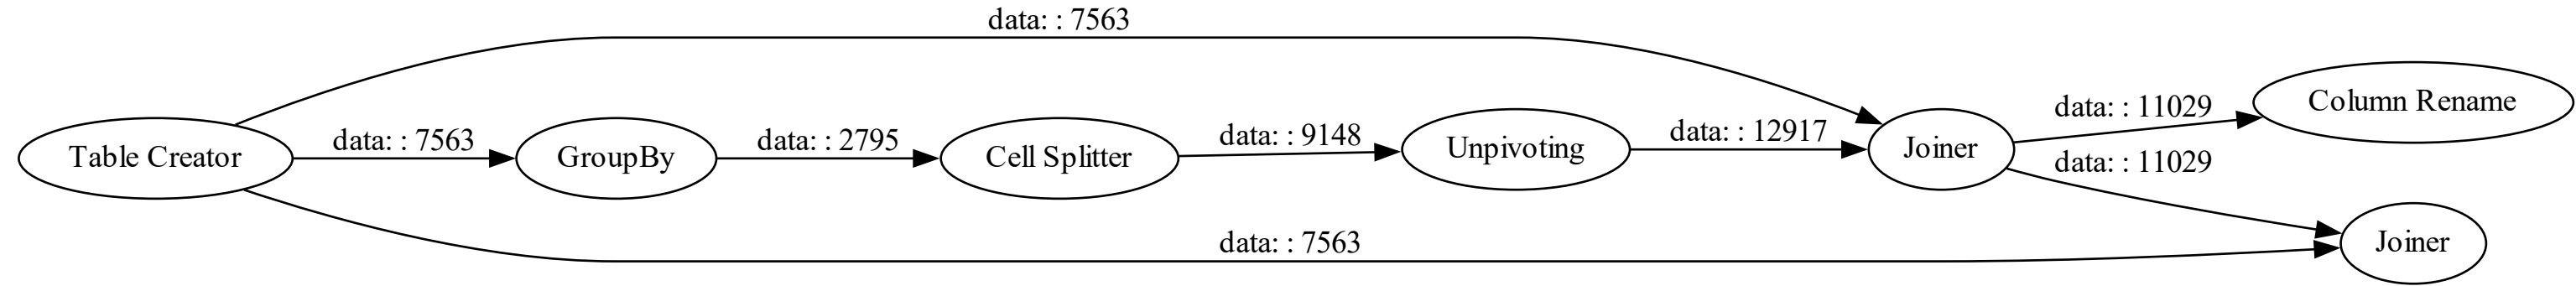 data: : 7563
Column Rename
data: : 11029
data: : 7563
data: : 2795
data: : 9148
data: : 12917
Table Creator
GroupBy
Cell Splitter
Unpivoting
Joiner
data: : 11029
data: : 7563
Joiner